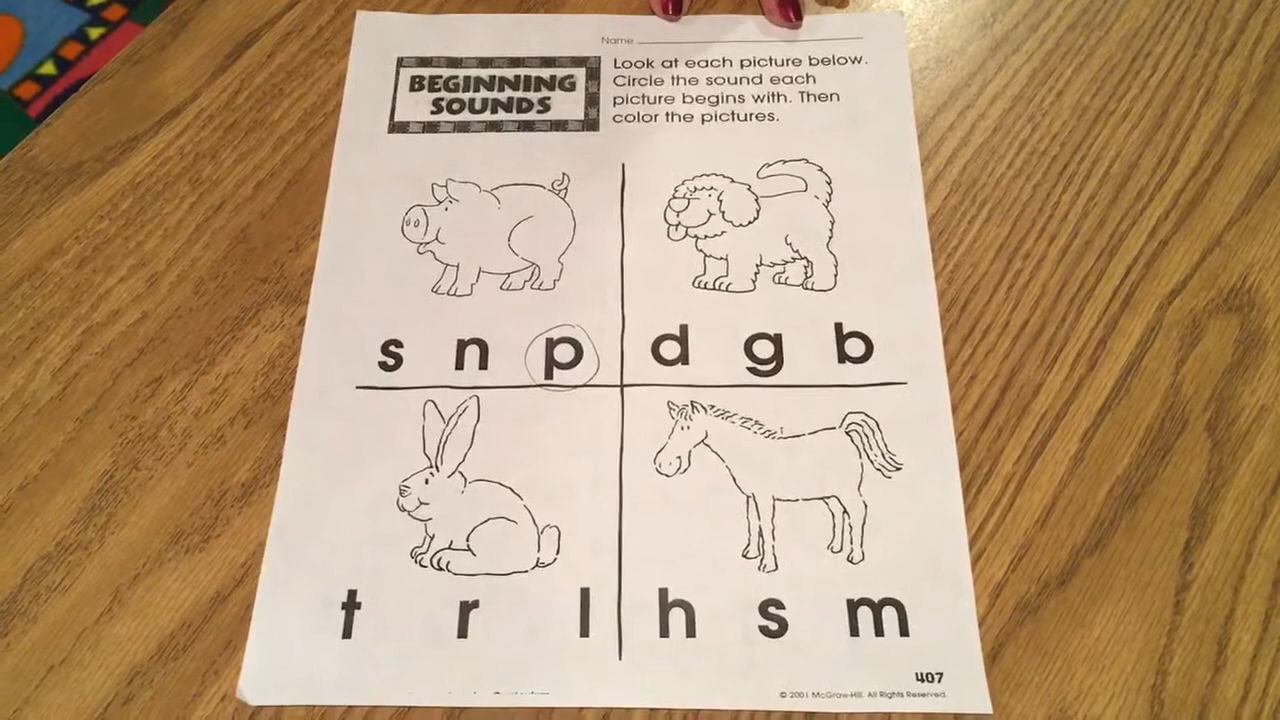 Name
BEGINNING
SOUNDS
Look at each picture below.
Circle the sound each
picture begins with. Then
color the pictures.
s n p
d g b
t r l
h s m
407
© 2001 McGraw-Hill. All Rights Reserved.